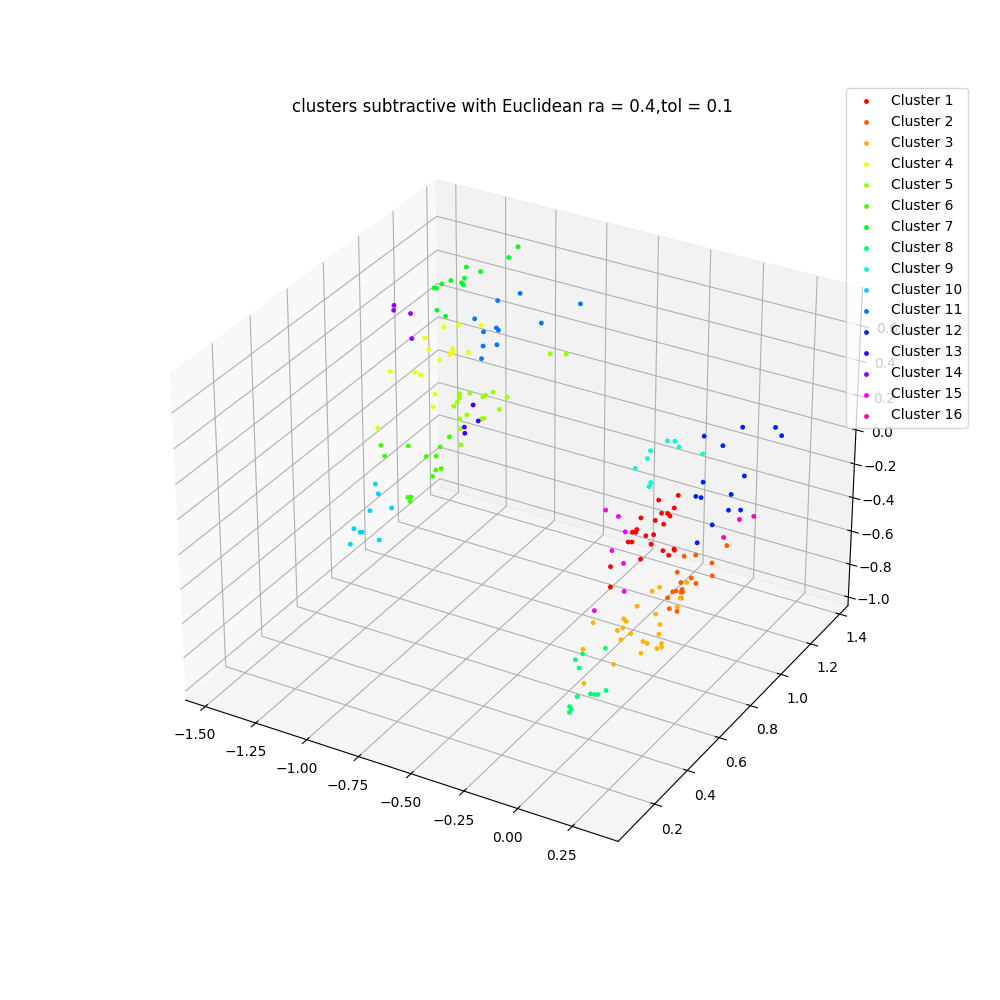 clusters subtractive with Euclidean ra = 0.4,tol = 0.1
Cluster 1
Cluster 2
Cluster 3
Cluster 4
Cluster 5
Cluster 6
Cluster 7
Cluster 8
Cluster 9
Cluster 10
Cluster 11
Cluster 12
Cluster 13
Cluster 14
Cluster 15
Cluster 16
0.4
0.2
0.0
−0.2
−0.4
−0.6
−0.8
−1.0
1.4
1.2
1.0
0.8
0.6
0.4
0.2
−1.50
−1.25
−1.00
−0.75
−0.50
−0.25
0.00
0.25